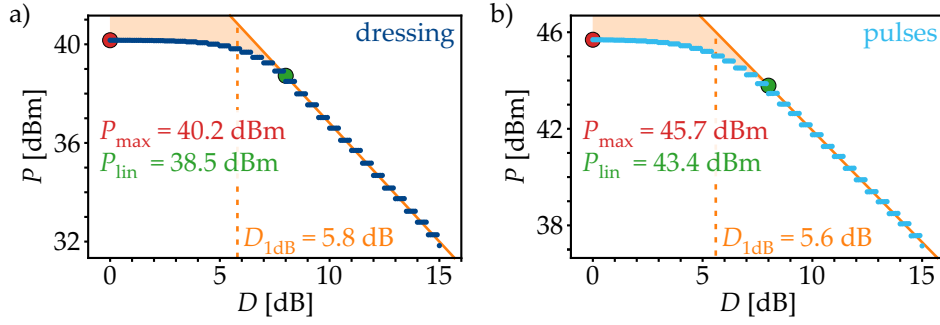 a)
dressing
P [dBm]
40
36
32
P_max = 40.2 dBm
P_lin = 38.5 dBm
D_1dB = 5.8 dB
0 5 10 15
D [dB]
b)
pulses
P [dBm]
46
42
38
P_max = 45.7 dBm
P_lin = 43.4 dBm
D_1dB = 5.6 dB
0 5 10 15
D [dB]